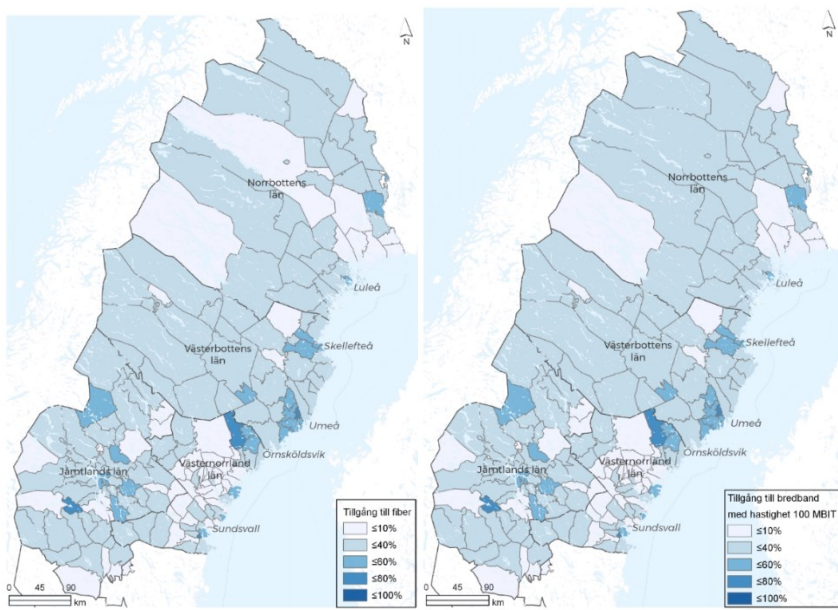 N
Norrbottens
län
Luleå
Skellefteå
Västerbottens
län
Umeå
Örnsköldsvik
Jämtlands län
Västernorrland
län
Sundsvall
Tillgång till fiber
≤10%
≤40%
≤60%
≤80%
≤100%
0 45 90
km
N
Norrbottens
län
Luleå
Skellefteå
Västerbottens
län
Umeå
Örnsköldsvik
Jämtlands län
Västernorrland
län
Sundsvall
Tillgång till bredband
med hastighet 100 MBIT
≤10%
≤40%
≤60%
≤80%
≤100%
0 45 90
km